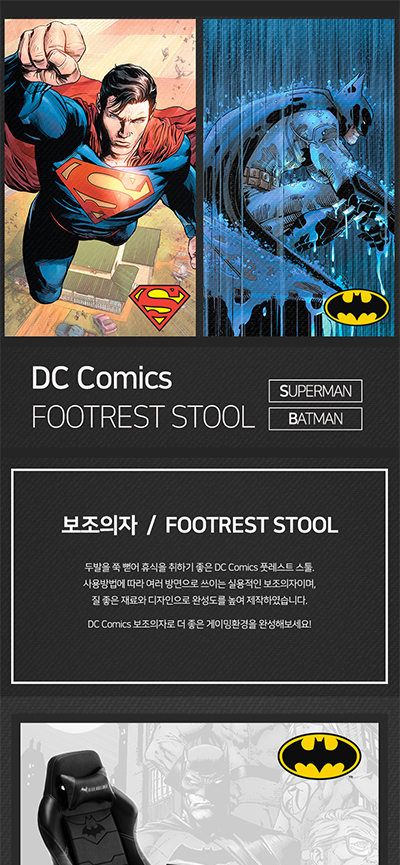 DC Comics
FOOTREST STOOL
SUPERMAN
BATMAN
보조의자 / FOOTREST STOOL
두발을 쭉 뻗어 휴식을 취하기 좋은 DC Comics 풋레스트 스툴.
사용방법에 따라 여러 방면으로 쓰이는 실용적인 보조의자이며,
질 좋은 재료와 디자인으로 완성도를 높여 제작하였습니다.
DC Comics 보조의자로 더 좋은 게이밍환경을 완성해보세요!